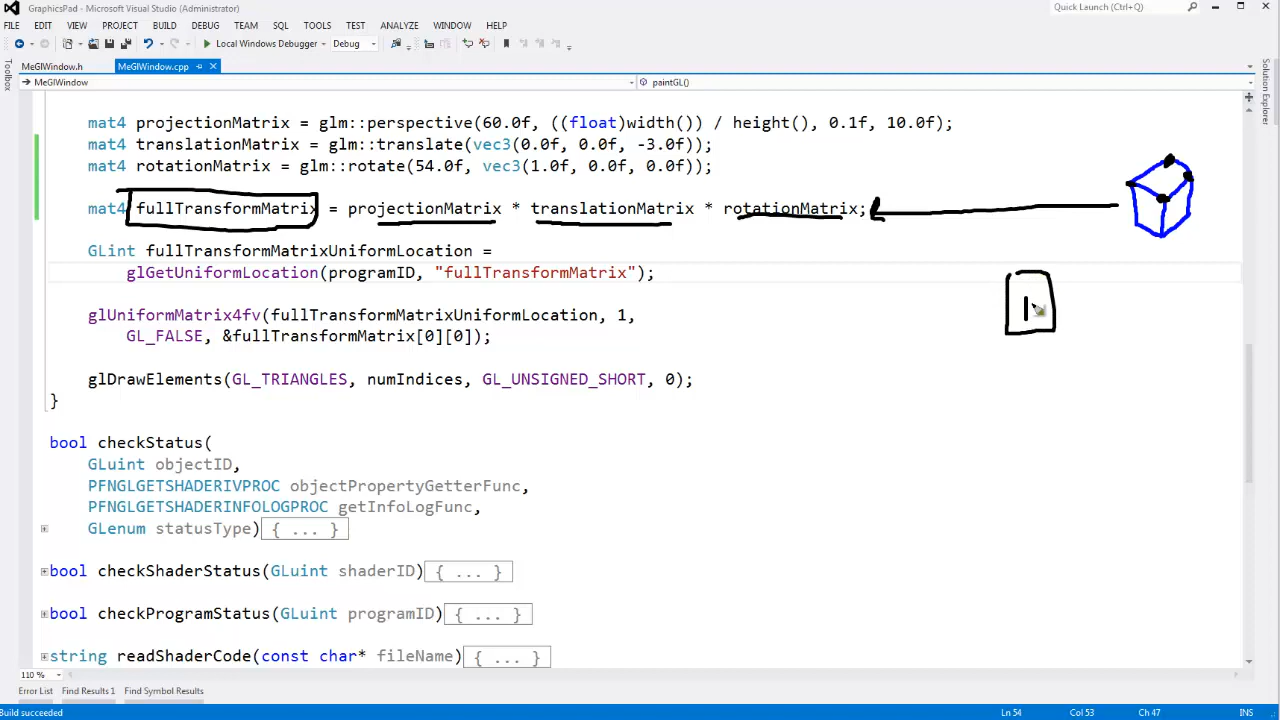 GraphicsPad - Microsoft Visual Studio (Administrator)
Quick Launch (Ctrl+Q)
FILE EDIT VIEW PROJECT BUILD DEBUG TEAM SQL TOOLS TEST ANALYZE WINDOW HELP
Local Windows Debugger Debug
Toolbox
MeGlWindow.h MeGlWindow.cpp
Solution Explorer
MeGlWindow paintGL()
mat4 projectionMatrix = glm::perspective(60.0f, ((float)width()) / height(), 0.1f, 10.0f);
mat4 translationMatrix = glm::translate(vec3(0.0f, 0.0f, -3.0f));
mat4 rotationMatrix = glm::rotate(54.0f, vec3(1.0f, 0.0f, 0.0f));
mat4 fullTransformMatrix = projectionMatrix * translationMatrix * rotationMatrix;
GLint fullTransformMatrixUniformLocation =
glGetUniformLocation(programID, "fullTransformMatrix");
glUniformMatrix4fv(fullTransformMatrixUniformLocation, 1,
GL_FALSE, &fullTransformMatrix[0][0]);
glDrawElements(GL_TRIANGLES, numIndices, GL_UNSIGNED_SHORT, 0);
}
bool checkStatus(
GLuint objectID,
PFNGLGETSHADERIVPROC objectPropertyGetterFunc,
PFNGLGETSHADERINFOLOGPROC getInfoLogFunc,
GLenum statusType){ ... }
bool checkShaderStatus(GLuint shaderID){ ... }
bool checkProgramStatus(GLuint programID){ ... }
string readShaderCode(const char* fileName){ ... }
110 %
Error List Find Results 1 Find Symbol Results
Build succeeded Ln 54 Col 53 Ch 47 INS